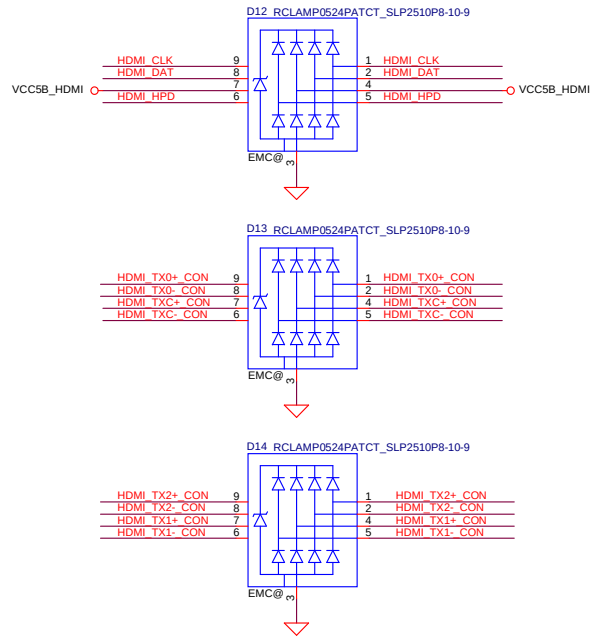 D12 RCLAMP0524PATCT_SLP2510P8-10-9
HDMI_CLK 9 1 HDMI_CLK
HDMI_DAT 8 2 HDMI_DAT
VCC5B_HDMI 7 4 VCC5B_HDMI
HDMI_HPD 6 5 HDMI_HPD
EMC@ 3
D13 RCLAMP0524PATCT_SLP2510P8-10-9
HDMI_TX0+_CON 9 1 HDMI_TX0+_CON
HDMI_TX0-_CON 8 2 HDMI_TX0-_CON
HDMI_TXC+_CON 7 4 HDMI_TXC+_CON
HDMI_TXC-_CON 6 5 HDMI_TXC-_CON
EMC@ 3
D14 RCLAMP0524PATCT_SLP2510P8-10-9
HDMI_TX2+_CON 9 1 HDMI_TX2+_CON
HDMI_TX2-_CON 8 2 HDMI_TX2-_CON
HDMI_TX1+_CON 7 4 HDMI_TX1+_CON
HDMI_TX1-_CON 6 5 HDMI_TX1-_CON
EMC@ 3